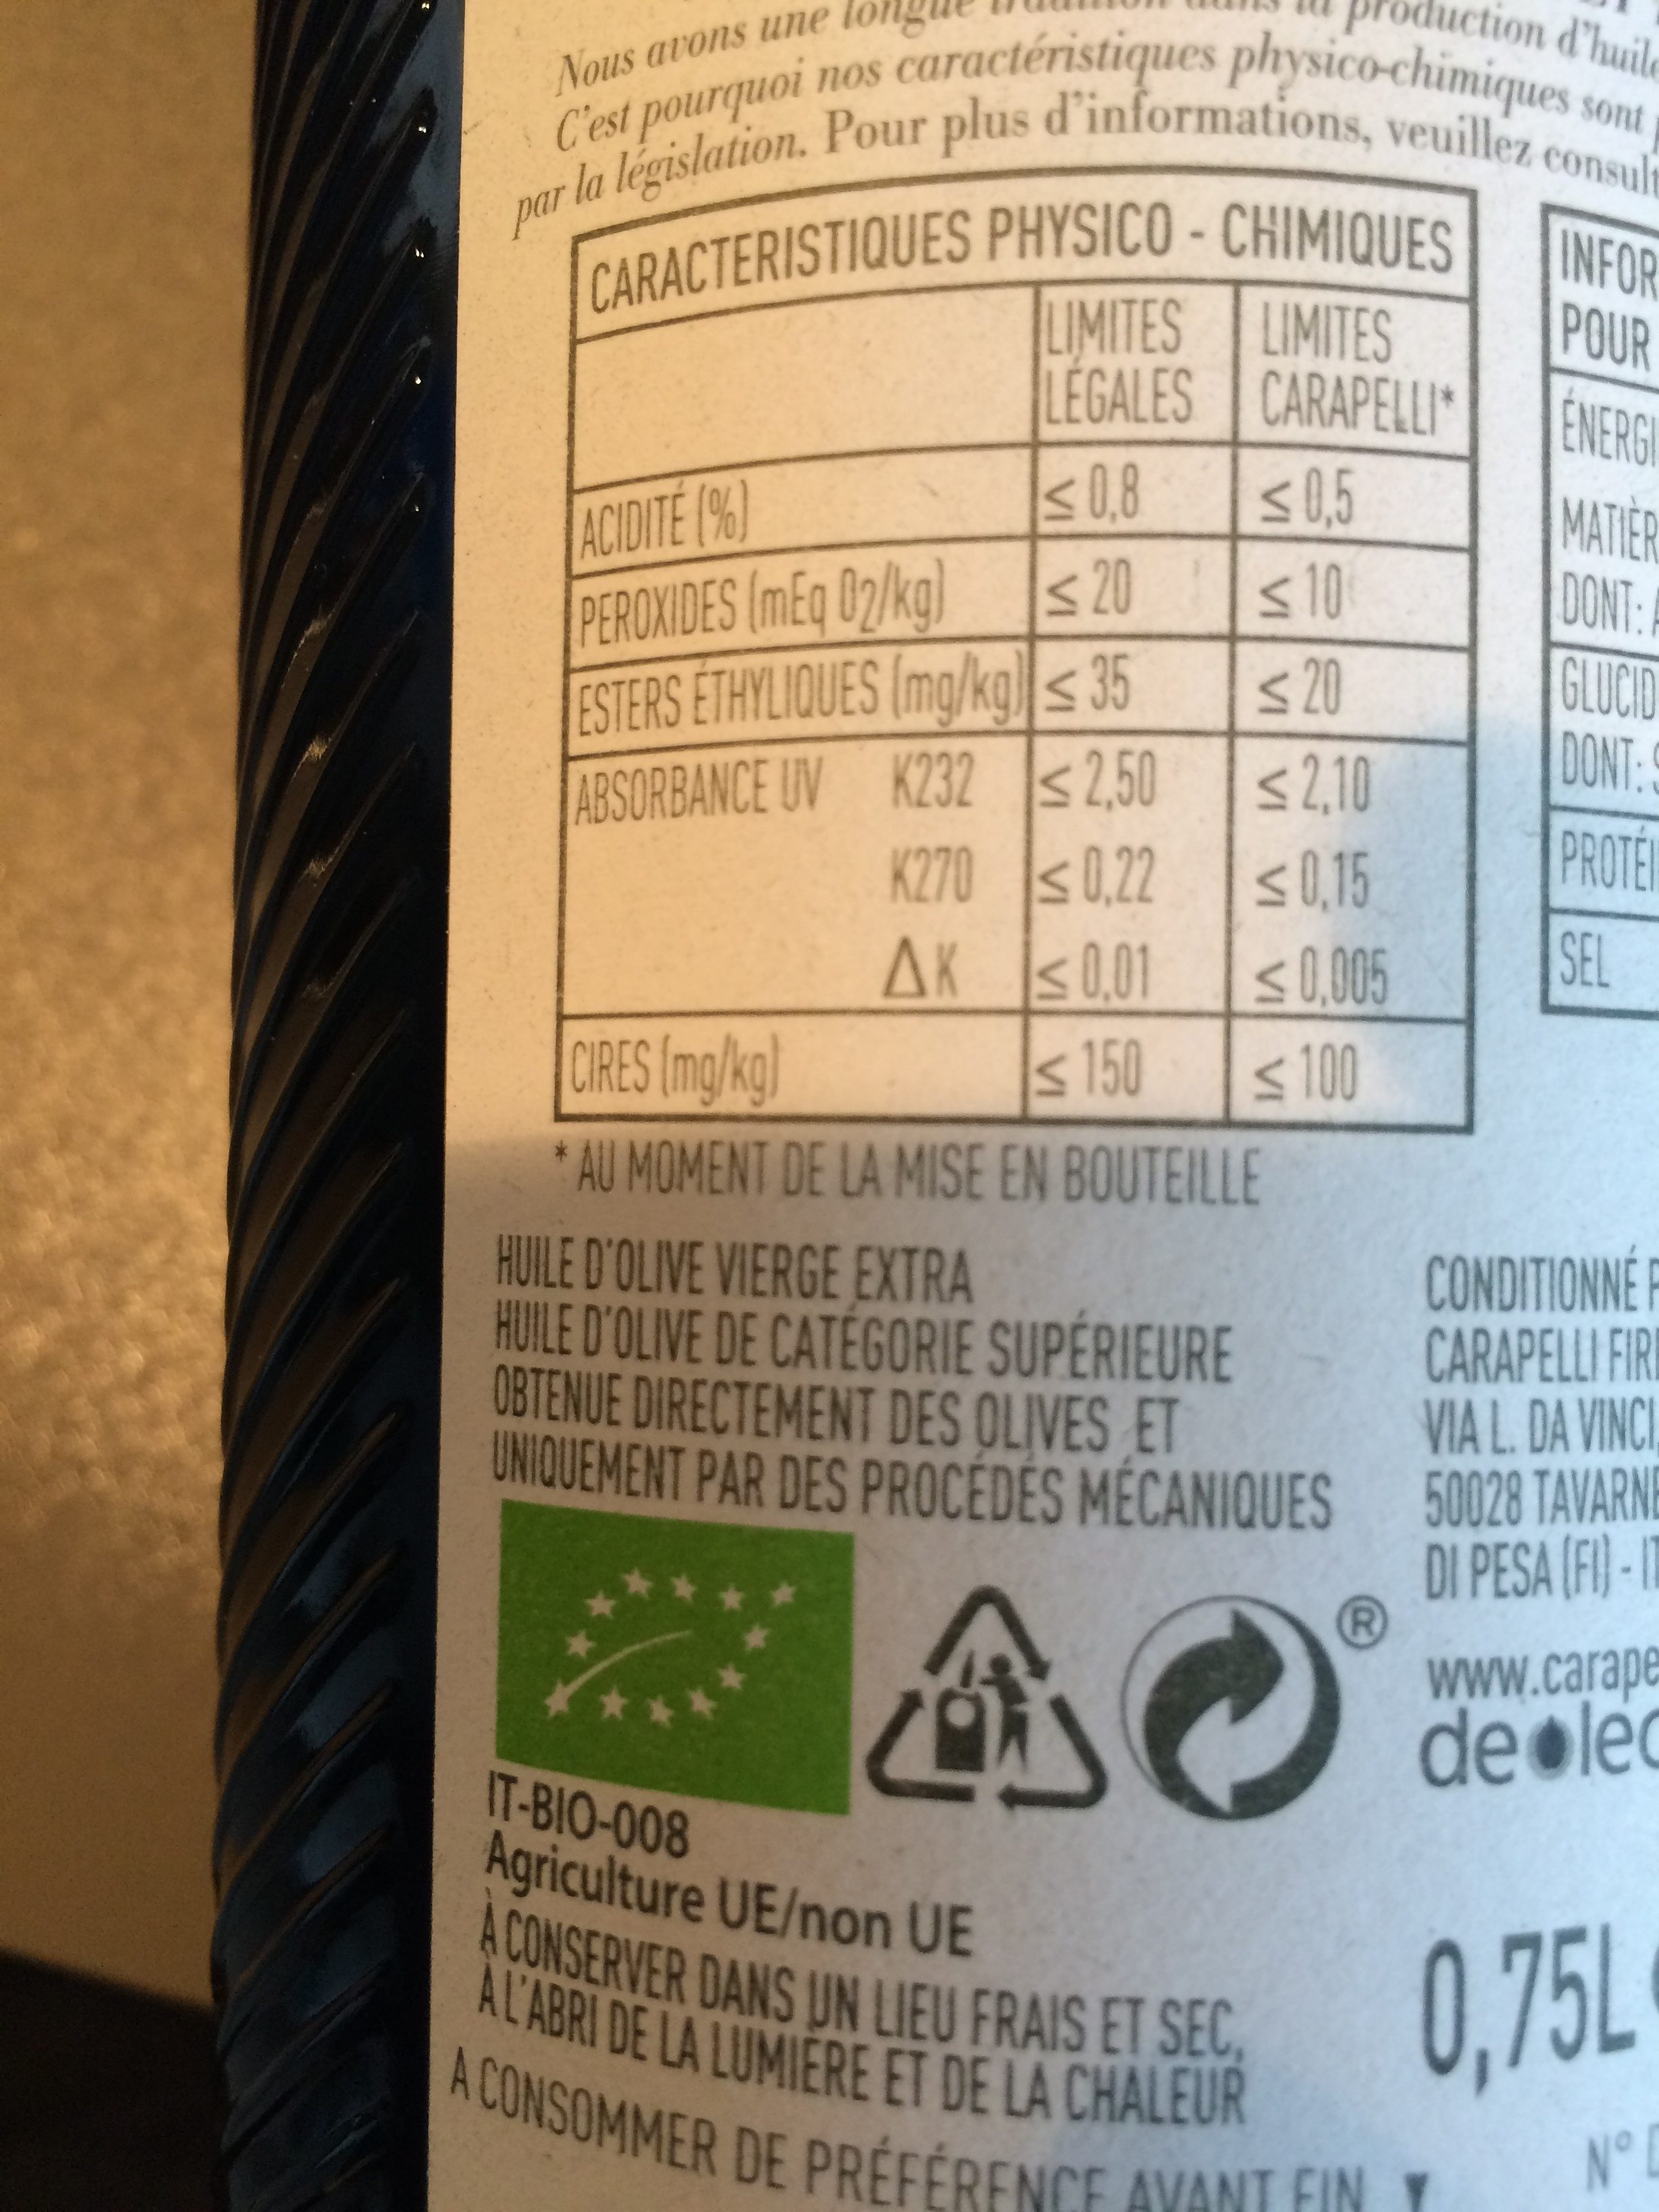 Nous avons une longue tradition dans la production d'huile
C'est pourquoi nos caractéristiques physico-chimiques sont
par la législation. Pour plus d'informations, veuillez consult
CARACTERISTIQUES PHYSICO - CHIMIQUES
LIMITES LÉGALES LIMITES CARAPELLI*
ACIDITÉ (%) ≤ 0,8 ≤ 0,5
PEROXIDES (mEq O2/kg) ≤ 20 ≤ 10
ESTERS ÉTHYLIQUES (mg/kg) ≤ 35 ≤ 20
ABSORBANCE UV K232 ≤ 2,50 ≤ 2,10
K270 ≤ 0,22 ≤ 0,15
ΔK ≤ 0,01 ≤ 0,005
CIRES (mg/kg) ≤ 150 ≤ 100
* AU MOMENT DE LA MISE EN BOUTEILLE
INFOR
POUR
ÉNERGI
MATIÈR
DONT: A
GLUCID
DONT: S
PROTÉI
SEL
HUILE D'OLIVE VIERGE EXTRA
HUILE D'OLIVE DE CATÉGORIE SUPÉRIEURE
OBTENUE DIRECTEMENT DES OLIVES ET
UNIQUEMENT PAR DES PROCÉDÉS MÉCANIQUES
CONDITIONNÉ P
CARAPELLI FIRE
VIA L. DA VINCI,
50028 TAVARNE
DI PESA (FI) - IT
®
www.carape
deoleo
IT-BIO-008
Agriculture UE/non UE
À CONSERVER DANS UN LIEU FRAIS ET SEC,
À L'ABRI DE LA LUMIÈRE ET DE LA CHALEUR
A CONSOMMER DE PRÉFÉRENCE AVANT FIN ▼
0,75L
N° D